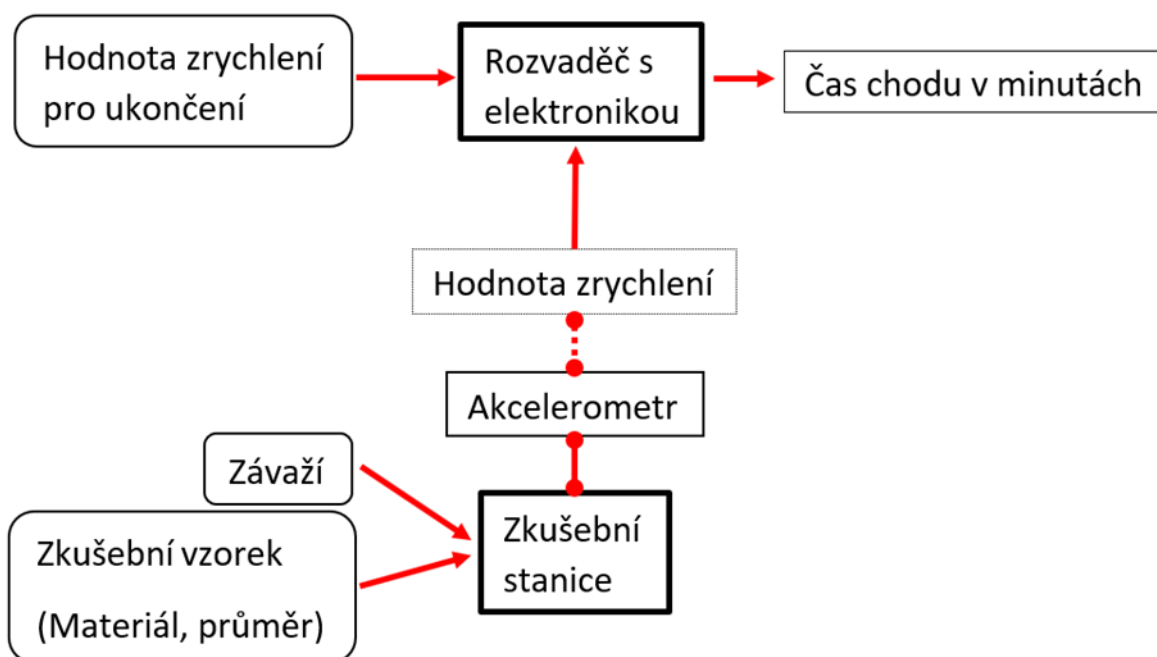 Hodnota zrychlení
pro ukončení
Rozvaděč s
elektronikou
Čas chodu v minutách
Hodnota zrychlení
Akcelerometr
Závaží
Zkušební vzorek
(Materiál, průměr)
Zkušební
stanice